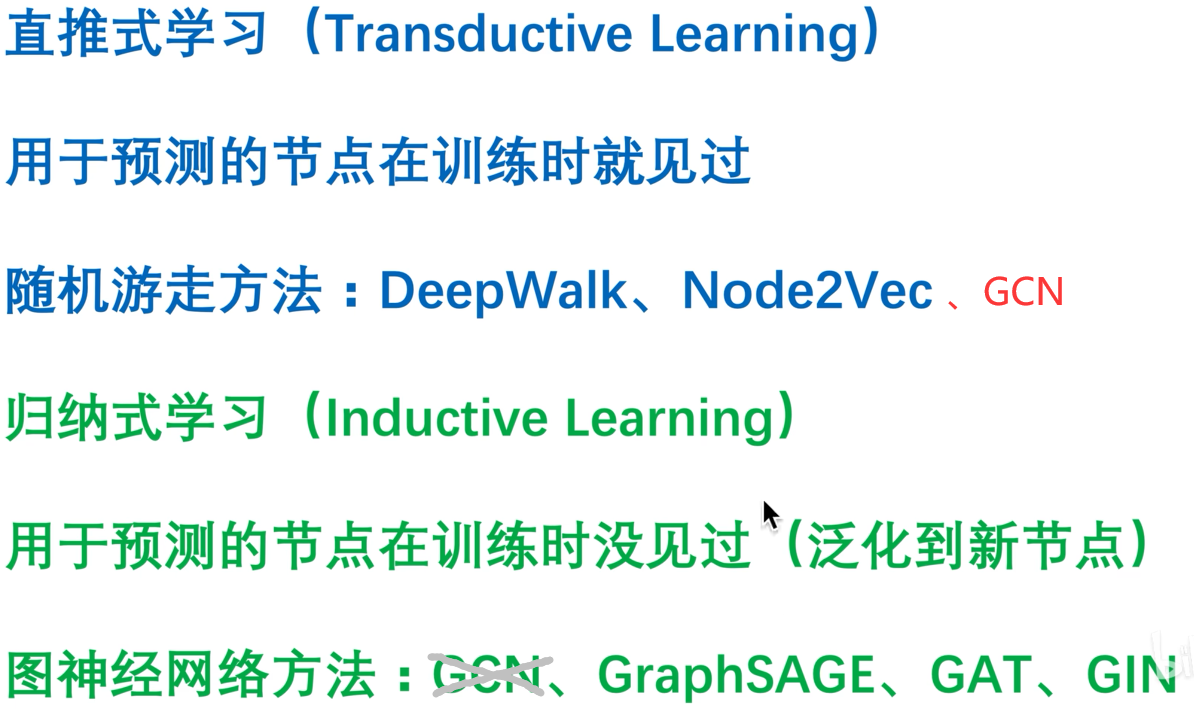 直推式学习（Transductive Learning）
用于预测的节点在训练时就见过
随机游走方法：DeepWalk、Node2Vec、GCN
归纳式学习（Inductive Learning）
用于预测的节点在训练时没见过（泛化到新节点）
图神经网络方法：GCN、GraphSAGE、GAT、GIN